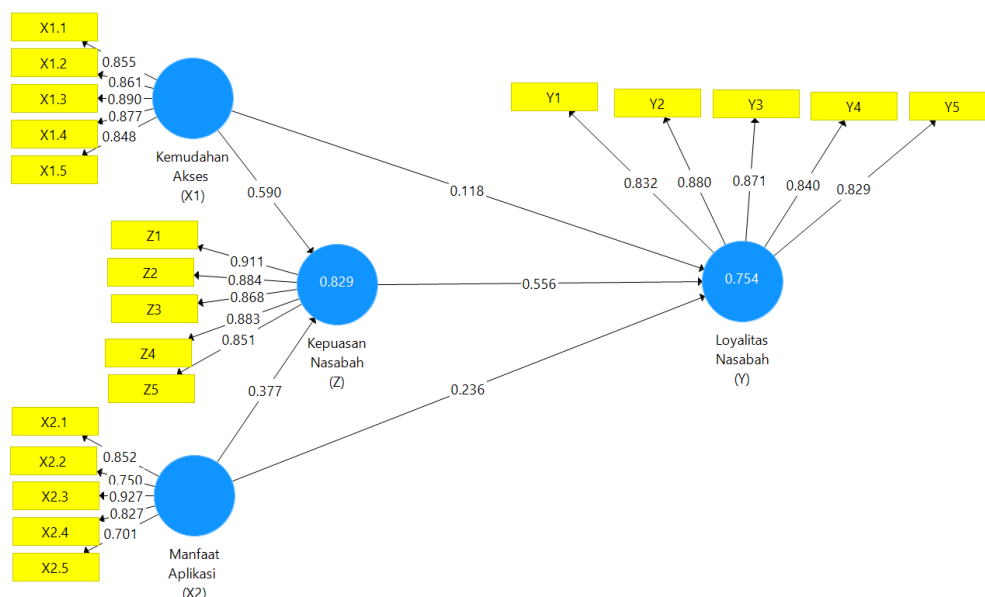 X1.1
X1.2
X1.3
X1.4
X1.5
0.855
0.861
0.890
0.877
0.848
Kemudahan
Akses
(X1)
0.590
0.118
Y1
Y2
Y3
Y4
Y5
0.832
0.880
0.871
0.840
0.829
Z1
Z2
Z3
Z4
Z5
0.911
0.884
0.868
0.883
0.851
0.829
Kepuasan
Nasabah
(Z)
0.556
0.754
Loyalitas
Nasabah
(Y)
0.377
0.236
X2.1
X2.2
X2.3
X2.4
X2.5
0.852
0.750
0.927
0.827
0.701
Manfaat
Aplikasi
(X2)